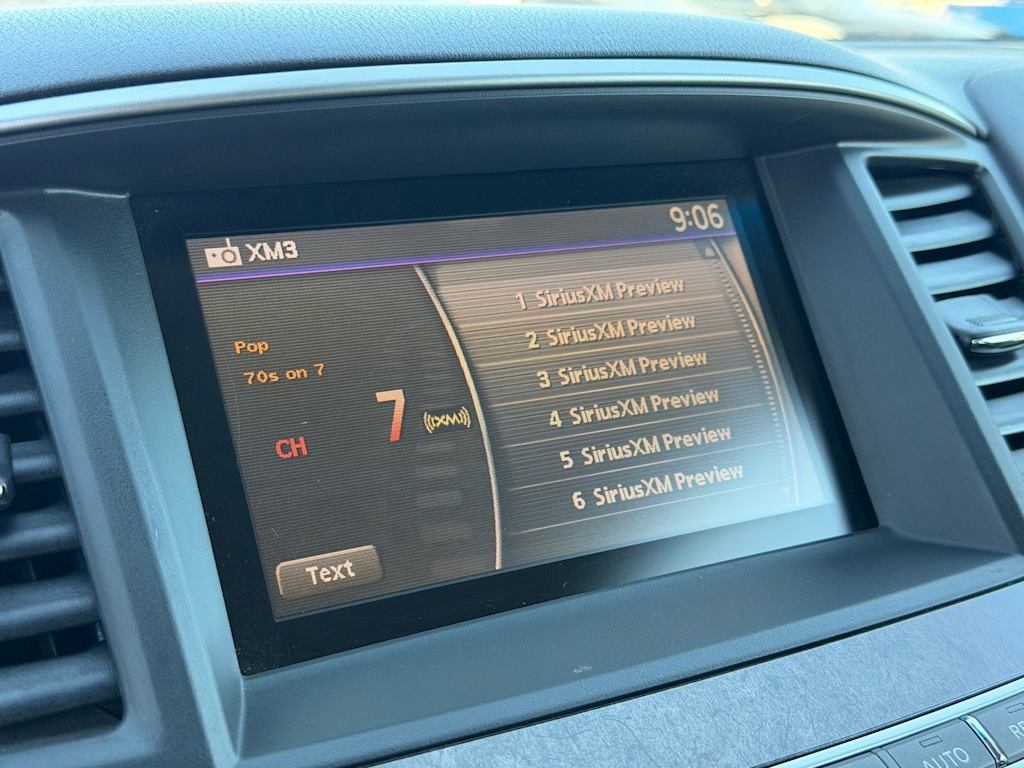 XM3
9:06
Pop
70s on 7
CH 7 ((XM))
1 SiriusXM Preview
2 SiriusXM Preview
3 SiriusXM Preview
4 SiriusXM Preview
5 SiriusXM Preview
6 SiriusXM Preview
Text
AUTO